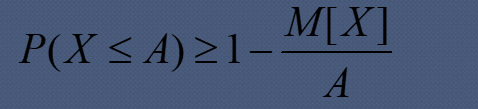 P(X ≤ A) ≥ 1 − M[X] / A